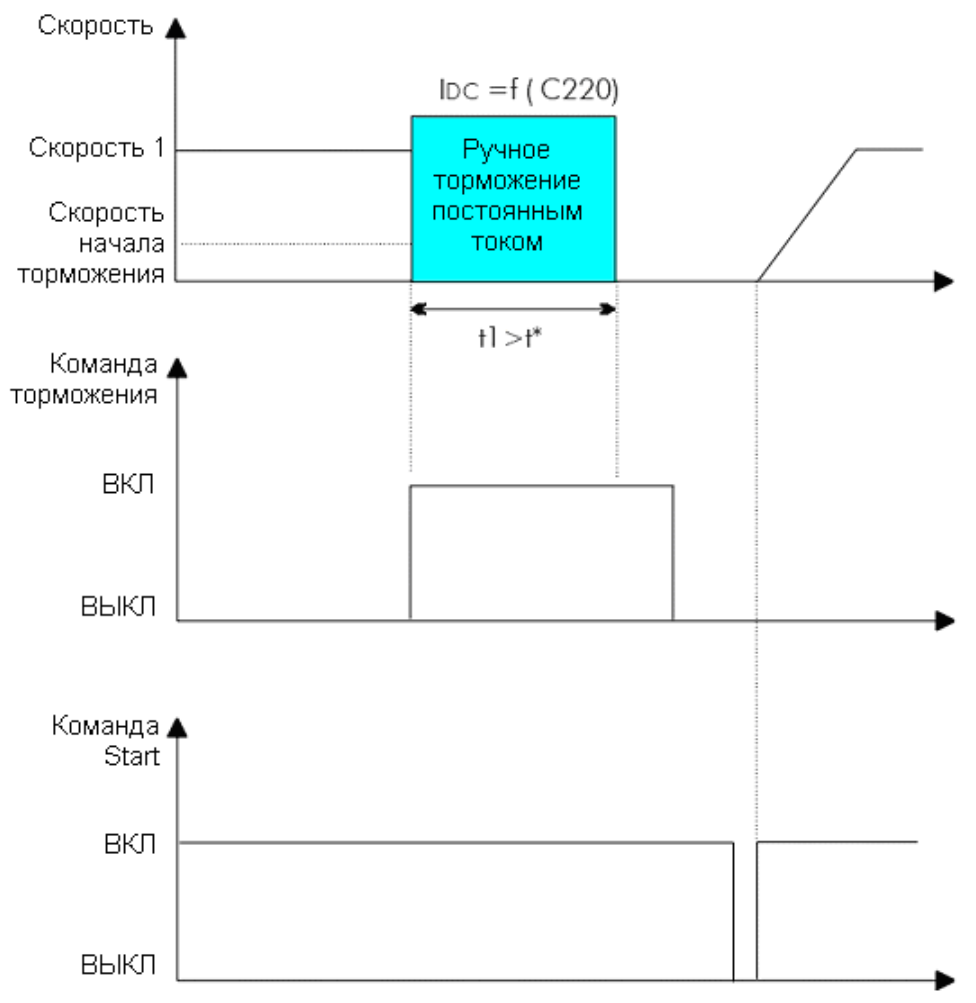 Скорость
IDC =f ( C220)
Скорость 1
Ручное
торможение
постоянным
током
Скорость
начала
торможения
t1 >t*
Команда
торможения
ВКЛ
ВЫКЛ
Команда
Start
ВКЛ
ВЫКЛ